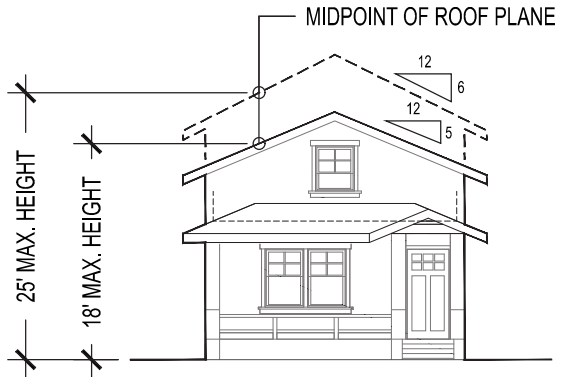 MIDPOINT OF ROOF PLANE
12
6
12
5
25' MAX. HEIGHT
18' MAX. HEIGHT